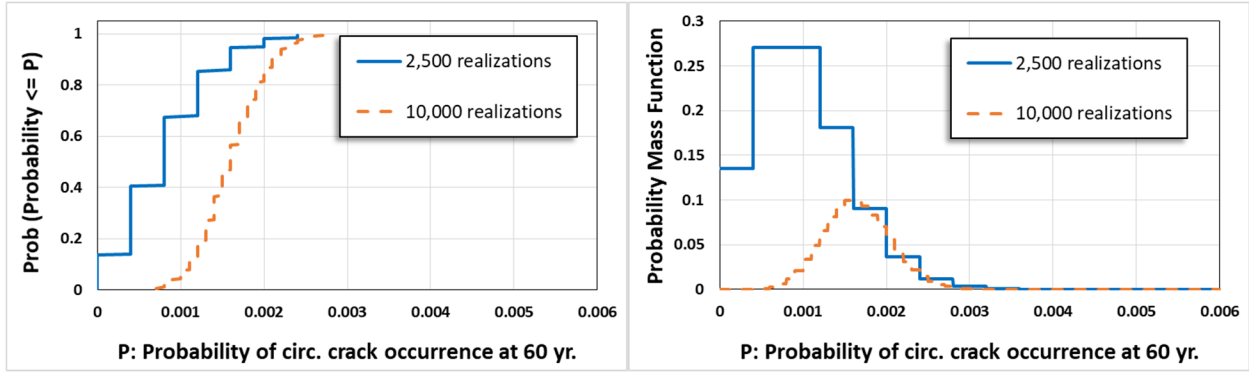 Prob (Probability <= P)
1
0.8
0.6
0.4
0.2
0
0 0.001 0.002 0.003 0.004 0.005 0.006
P: Probability of circ. crack occurrence at 60 yr.
2,500 realizations
10,000 realizations
Probability Mass Function
0.3
0.25
0.2
0.15
0.1
0.05
0
0 0.001 0.002 0.003 0.004 0.005 0.006
P: Probability of circ. crack occurrence at 60 yr.
2,500 realizations
10,000 realizations